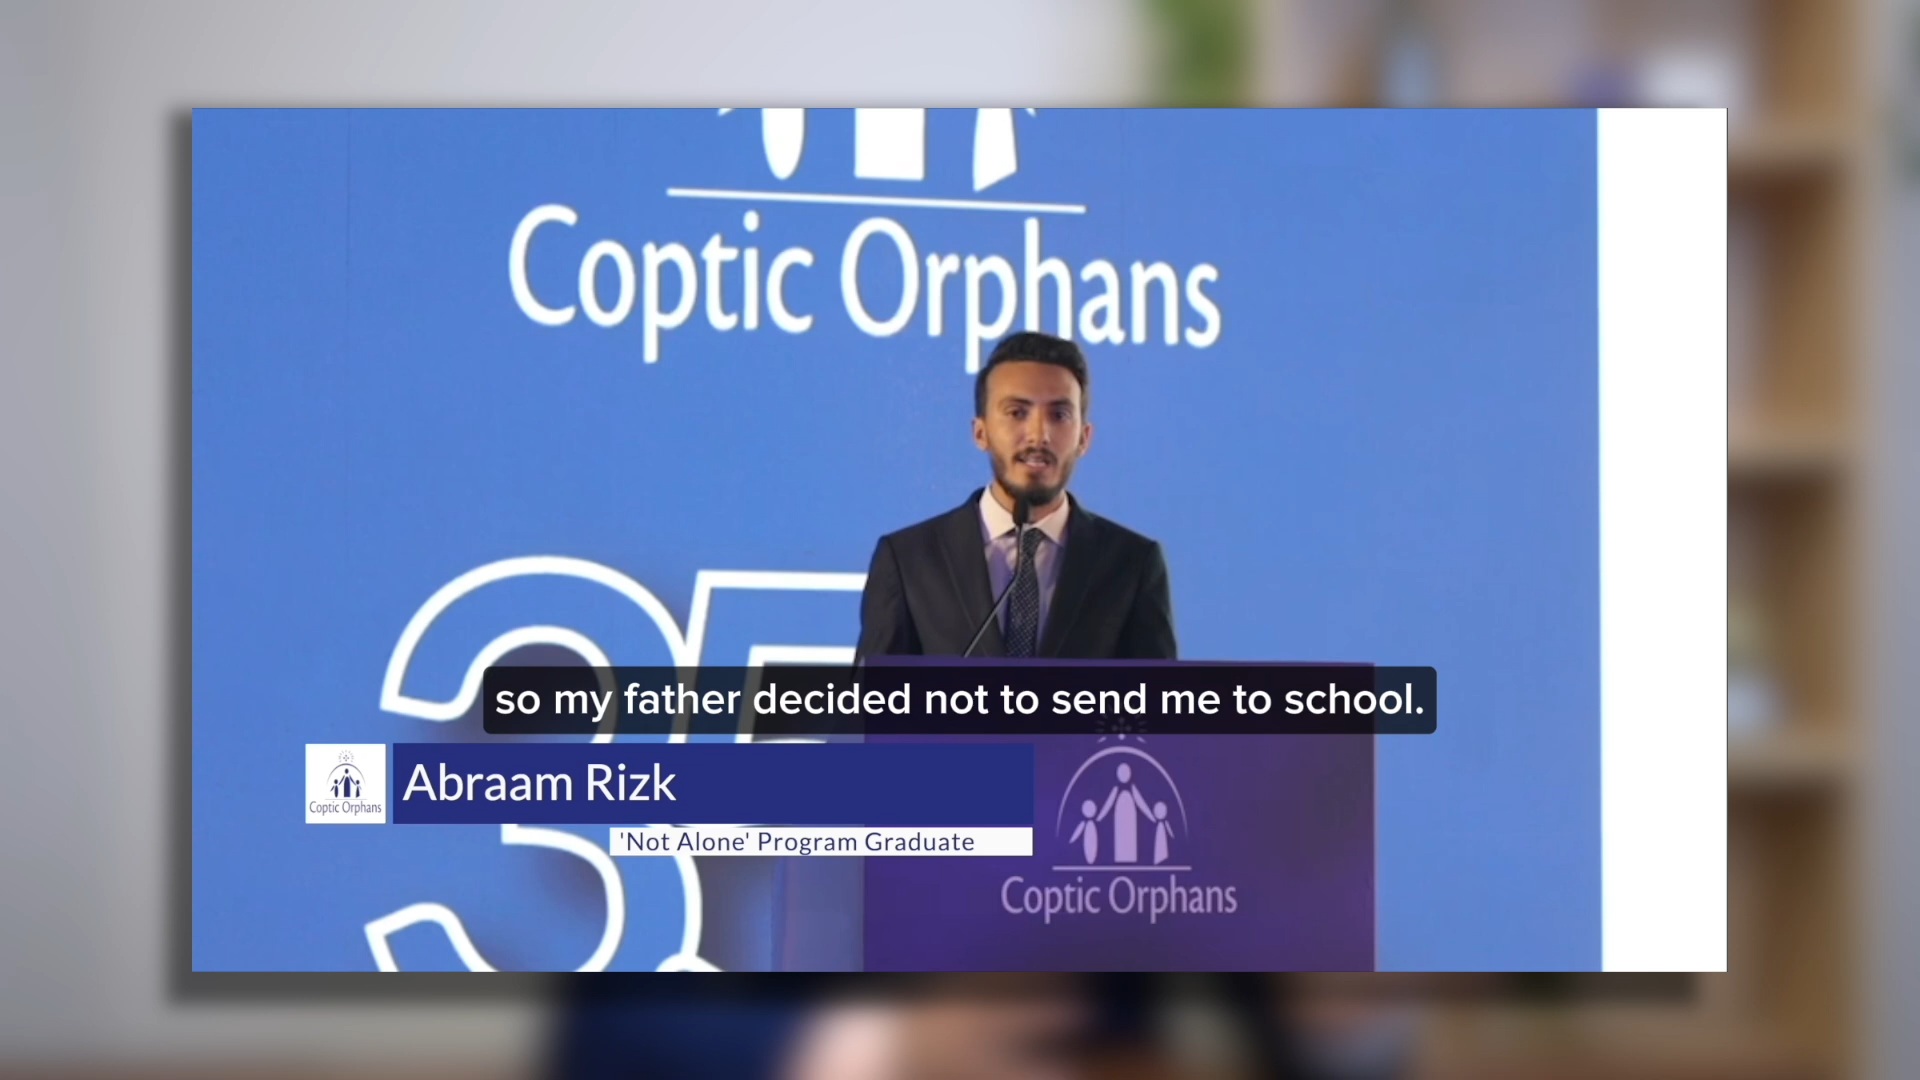 Coptic Orphans
35
so my father decided not to send me to school.
Coptic Orphans
Abraam Rizk
'Not Alone' Program Graduate
Coptic Orphans